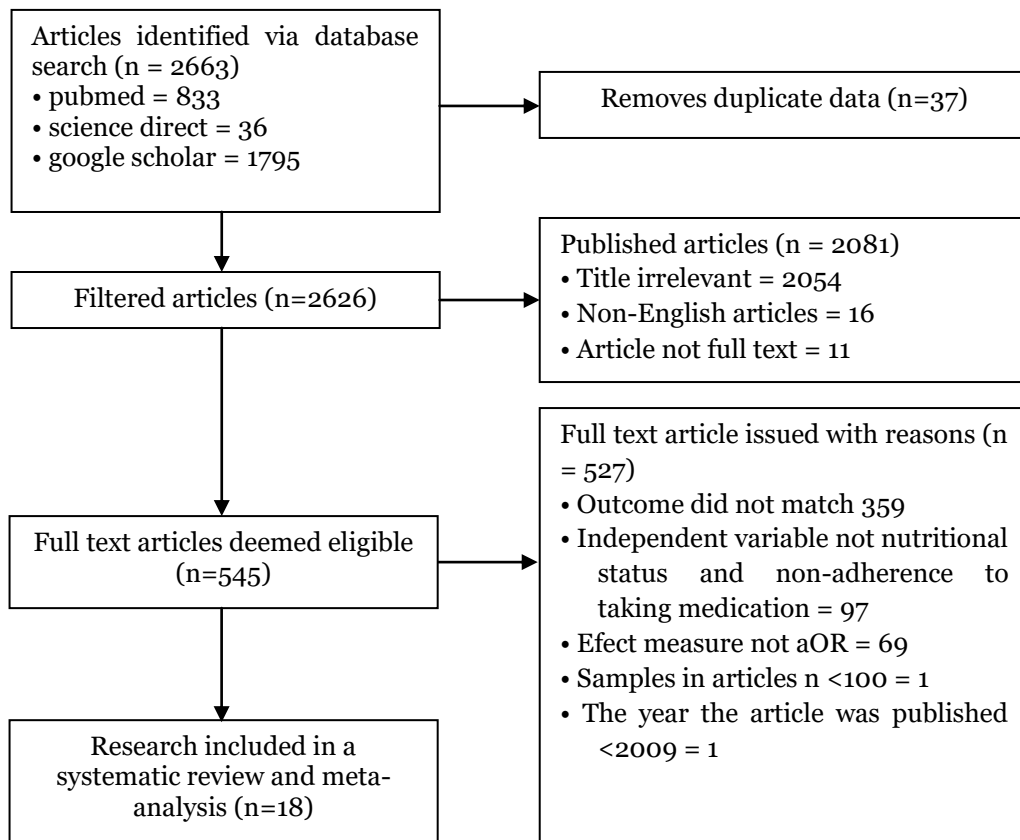 Articles identified via database
search (n = 2663)
• pubmed = 833
• science direct = 36
• google scholar = 1795
Removes duplicate data (n=37)
Filtered articles (n=2626)
Published articles (n = 2081)
• Title irrelevant = 2054
• Non-English articles = 16
• Article not full text = 11
Full text articles deemed eligible
(n=545)
Full text article issued with reasons (n
= 527)
• Outcome did not match 359
• Independent variable not nutritional
status and non-adherence to
taking medication = 97
• Efect measure not aOR = 69
• Samples in articles n <100 = 1
• The year the article was published
<2009 = 1
Research included in a
systematic review and meta-
analysis (n=18)